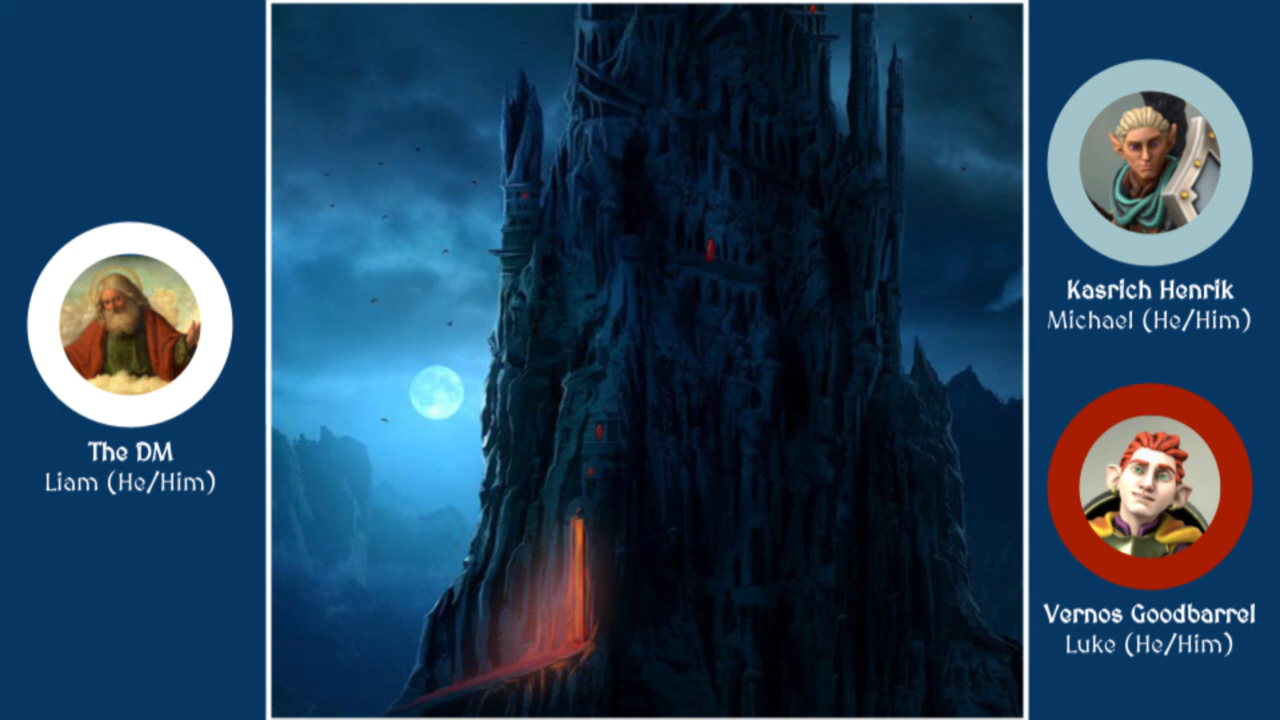 The DM
Liam (He/Him)
Kasrich Henrik
Michael (He/Him)
Vernos Goodbarrel
Luke (He/Him)